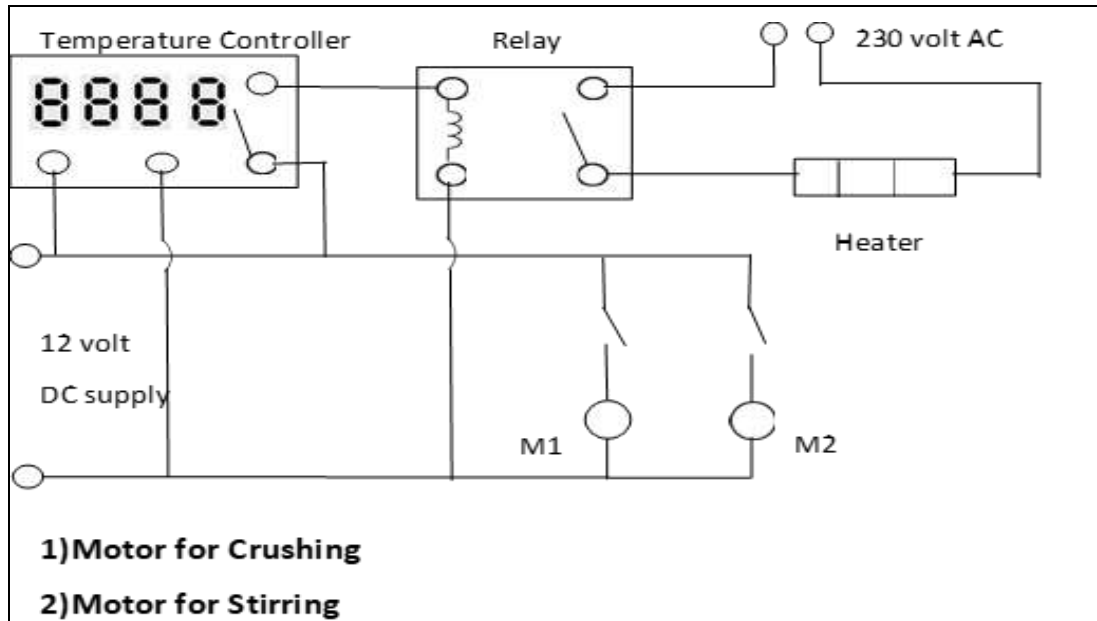 Temperature Controller
Relay
230 volt AC
8888
Heater
12 volt
DC supply
M1
M2
1)Motor for Crushing
2)Motor for Stirring